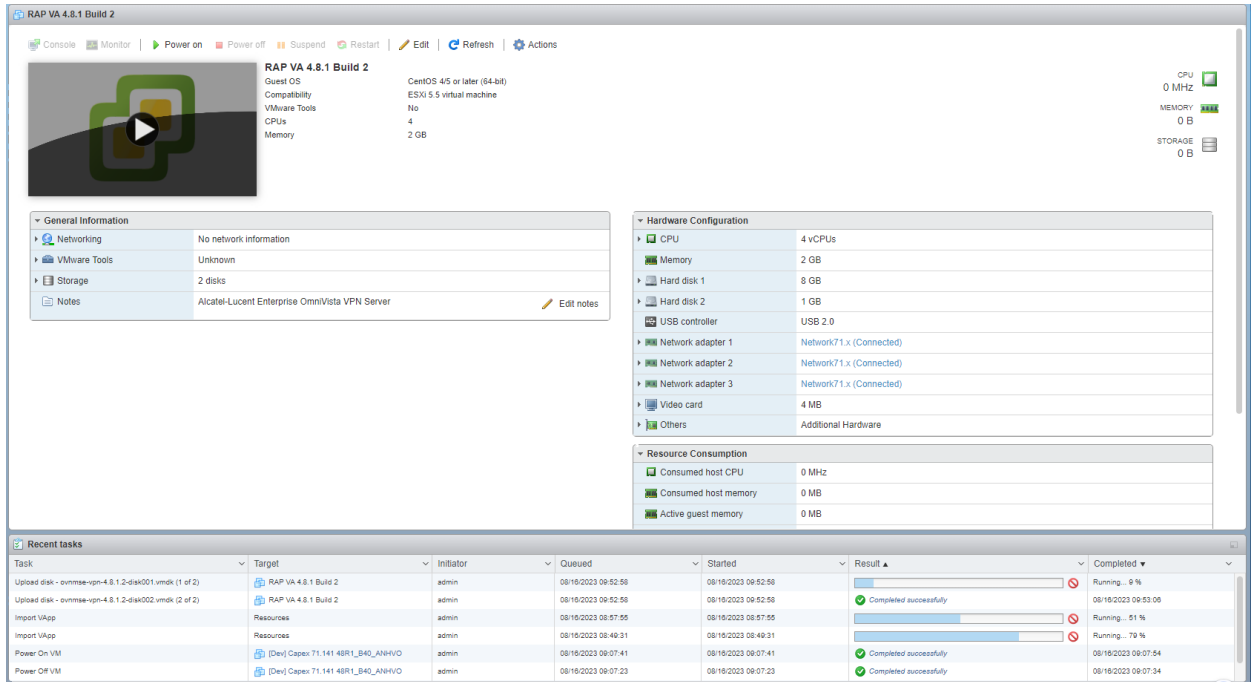 RAP VA 4.8.1 Build 2
Console Monitor Power on Power off Suspend Restart Edit Refresh Actions
RAP VA 4.8.1 Build 2
Guest OS CentOS 4/5 or later (64-bit)
Compatibility ESXi 5.5 virtual machine
VMware Tools No
CPUs 4
Memory 2 GB
CPU
0 MHz
MEMORY
0 B
STORAGE
0 B
General Information
Networking No network information
VMware Tools Unknown
Storage 2 disks
Notes Alcatel-Lucent Enterprise OmniVista VPN Server Edit notes
Hardware Configuration
CPU 4 vCPUs
Memory 2 GB
Hard disk 1 8 GB
Hard disk 2 1 GB
USB controller USB 2.0
Network adapter 1 Network71.x (Connected)
Network adapter 2 Network71.x (Connected)
Network adapter 3 Network71.x (Connected)
Video card 4 MB
Others Additional Hardware
Resource Consumption
Consumed host CPU 0 MHz
Consumed host memory 0 MB
Active guest memory 0 MB
Recent tasks
Task Target Initiator Queued Started Result ▲ Completed ▼
Upload disk - ovnmse-vpn-4.8.1.2-disk001.vmdk (1 of 2) RAP VA 4.8.1 Build 2 admin 08/16/2023 09:52:58 08/16/2023 09:52:58 Running... 9 %
Upload disk - ovnmse-vpn-4.8.1.2-disk002.vmdk (2 of 2) RAP VA 4.8.1 Build 2 admin 08/16/2023 09:52:58 08/16/2023 09:52:58 Completed successfully 08/16/2023 09:53:06
Import VApp Resources admin 08/16/2023 08:57:55 08/16/2023 08:57:55 Running... 51 %
Import VApp Resources admin 08/16/2023 08:49:31 08/16/2023 08:49:31 Running... 79 %
Power On VM [Dev] Capex 71.141 48R1_B40_ANHVO admin 08/16/2023 09:07:41 08/16/2023 09:07:41 Completed successfully 08/16/2023 09:07:54
Power Off VM [Dev] Capex 71.141 48R1_B40_ANHVO admin 08/16/2023 09:07:23 08/16/2023 09:07:23 Completed successfully 08/16/2023 09:07:34